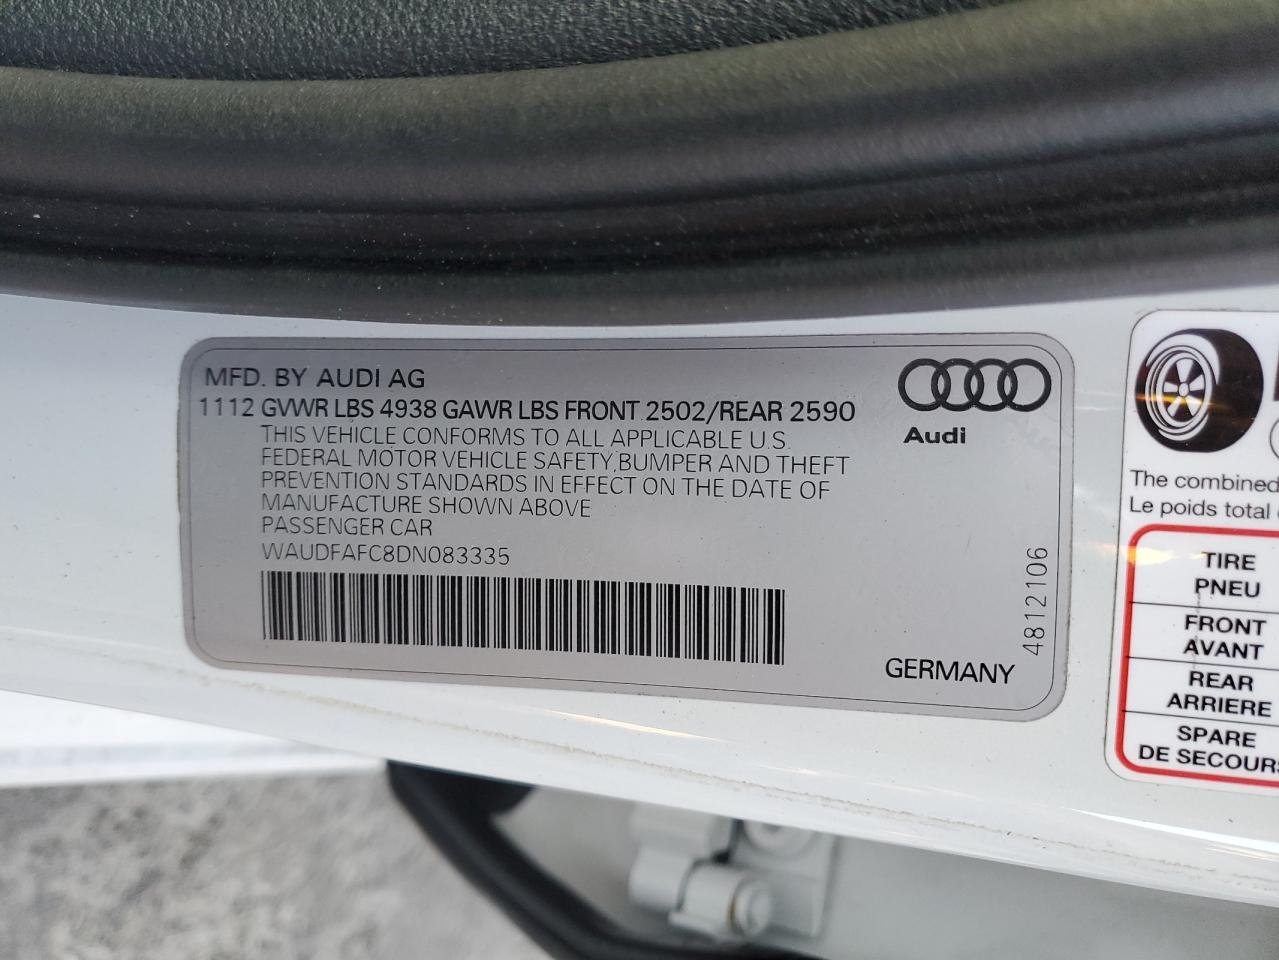 MFD. BY AUDI AG
1112 GVWR LBS 4938 GAWR LBS FRONT 2502/REAR 2590
THIS VEHICLE CONFORMS TO ALL APPLICABLE U.S.
FEDERAL MOTOR VEHICLE SAFETY,BUMPER AND THEFT
PREVENTION STANDARDS IN EFFECT ON THE DATE OF
MANUFACTURE SHOWN ABOVE
PASSENGER CAR
WAUDFAFC8DN083335
Audi
4812106
GERMANY
The combined
Le poids total
TIRE
PNEU
FRONT
AVANT
REAR
ARRIERE
SPARE
DE SECOURS